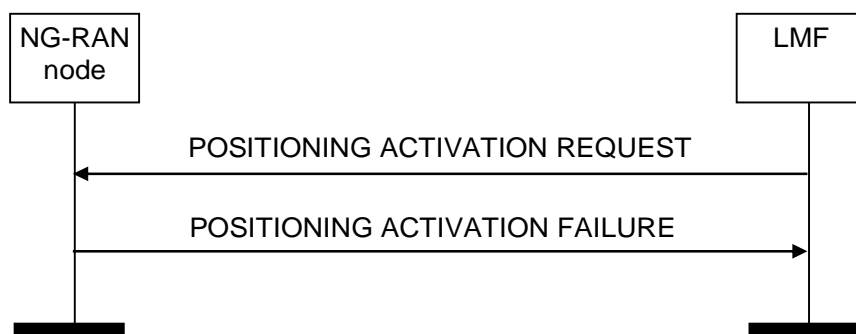 NG-RAN
node
LMF
POSITIONING ACTIVATION REQUEST
POSITIONING ACTIVATION FAILURE